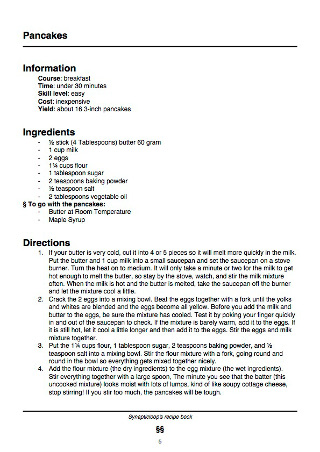 Pancakes
Information
Course: breakfast
Time: under 30 minutes
Skill level: easy
Cost: inexpensive
Yield: about 16 3-inch pancakes
Ingredients
- ½ stick (4 Tablespoons) butter 60 gram
- 1 cup milk
- 2 eggs
- 1¼ cups flour
- 1 tablespoon sugar
- 2 teaspoons baking powder
- ½ teaspoon salt
- 2 tablespoons vegetable oil
§ To go with the pancakes:
- Butter at Room Temperature
- Maple Syrup
Directions
1. If your butter is very cold, cut it into 4 or 5 pieces so it will melt more quickly in the milk.
Put the butter and 1 cup milk into a small saucepan and set the saucepan on a stove
burner. Turn the heat on to medium. It will only take a minute or two for the milk to get
hot enough to melt the butter, so stay by the stove, watch, and stir the milk mixture
often. When the milk is hot and the butter is melted, take the saucepan off the burner
and let the mixture cool a little.
2. Crack the 2 eggs into a mixing bowl. Beat the eggs together with a fork until the yolks
and whites are blended and the eggs become all yellow. Before you add the milk and
butter to the eggs, be sure the mixture has cooled. Test it by poking your finger quickly
in and out of the saucepan to check. If the mixture is barely warm, add it to the eggs. If
it is still hot, let it cool a little longer and then add it to the eggs. Stir the eggs and milk
mixture together.
3. Put the 1¼ cups flour, 1 tablespoon sugar, 2 teaspoons baking powder, and ½
teaspoon salt into a mixing bowl. Stir the flour mixture with a fork, going round and
round in the bowl so everything gets mixed together nicely.
4. Add the flour mixture (the dry ingredients) to the egg mixture (the wet ingredients).
Stir everything together with a large spoon, The minute you see that the batter (this
uncooked mixture) looks moist with lots of lumps, kind of like soupy cottage cheese,
stop stirring! If you stir too much, the pancakes will be tough.
recipe book
§§
5